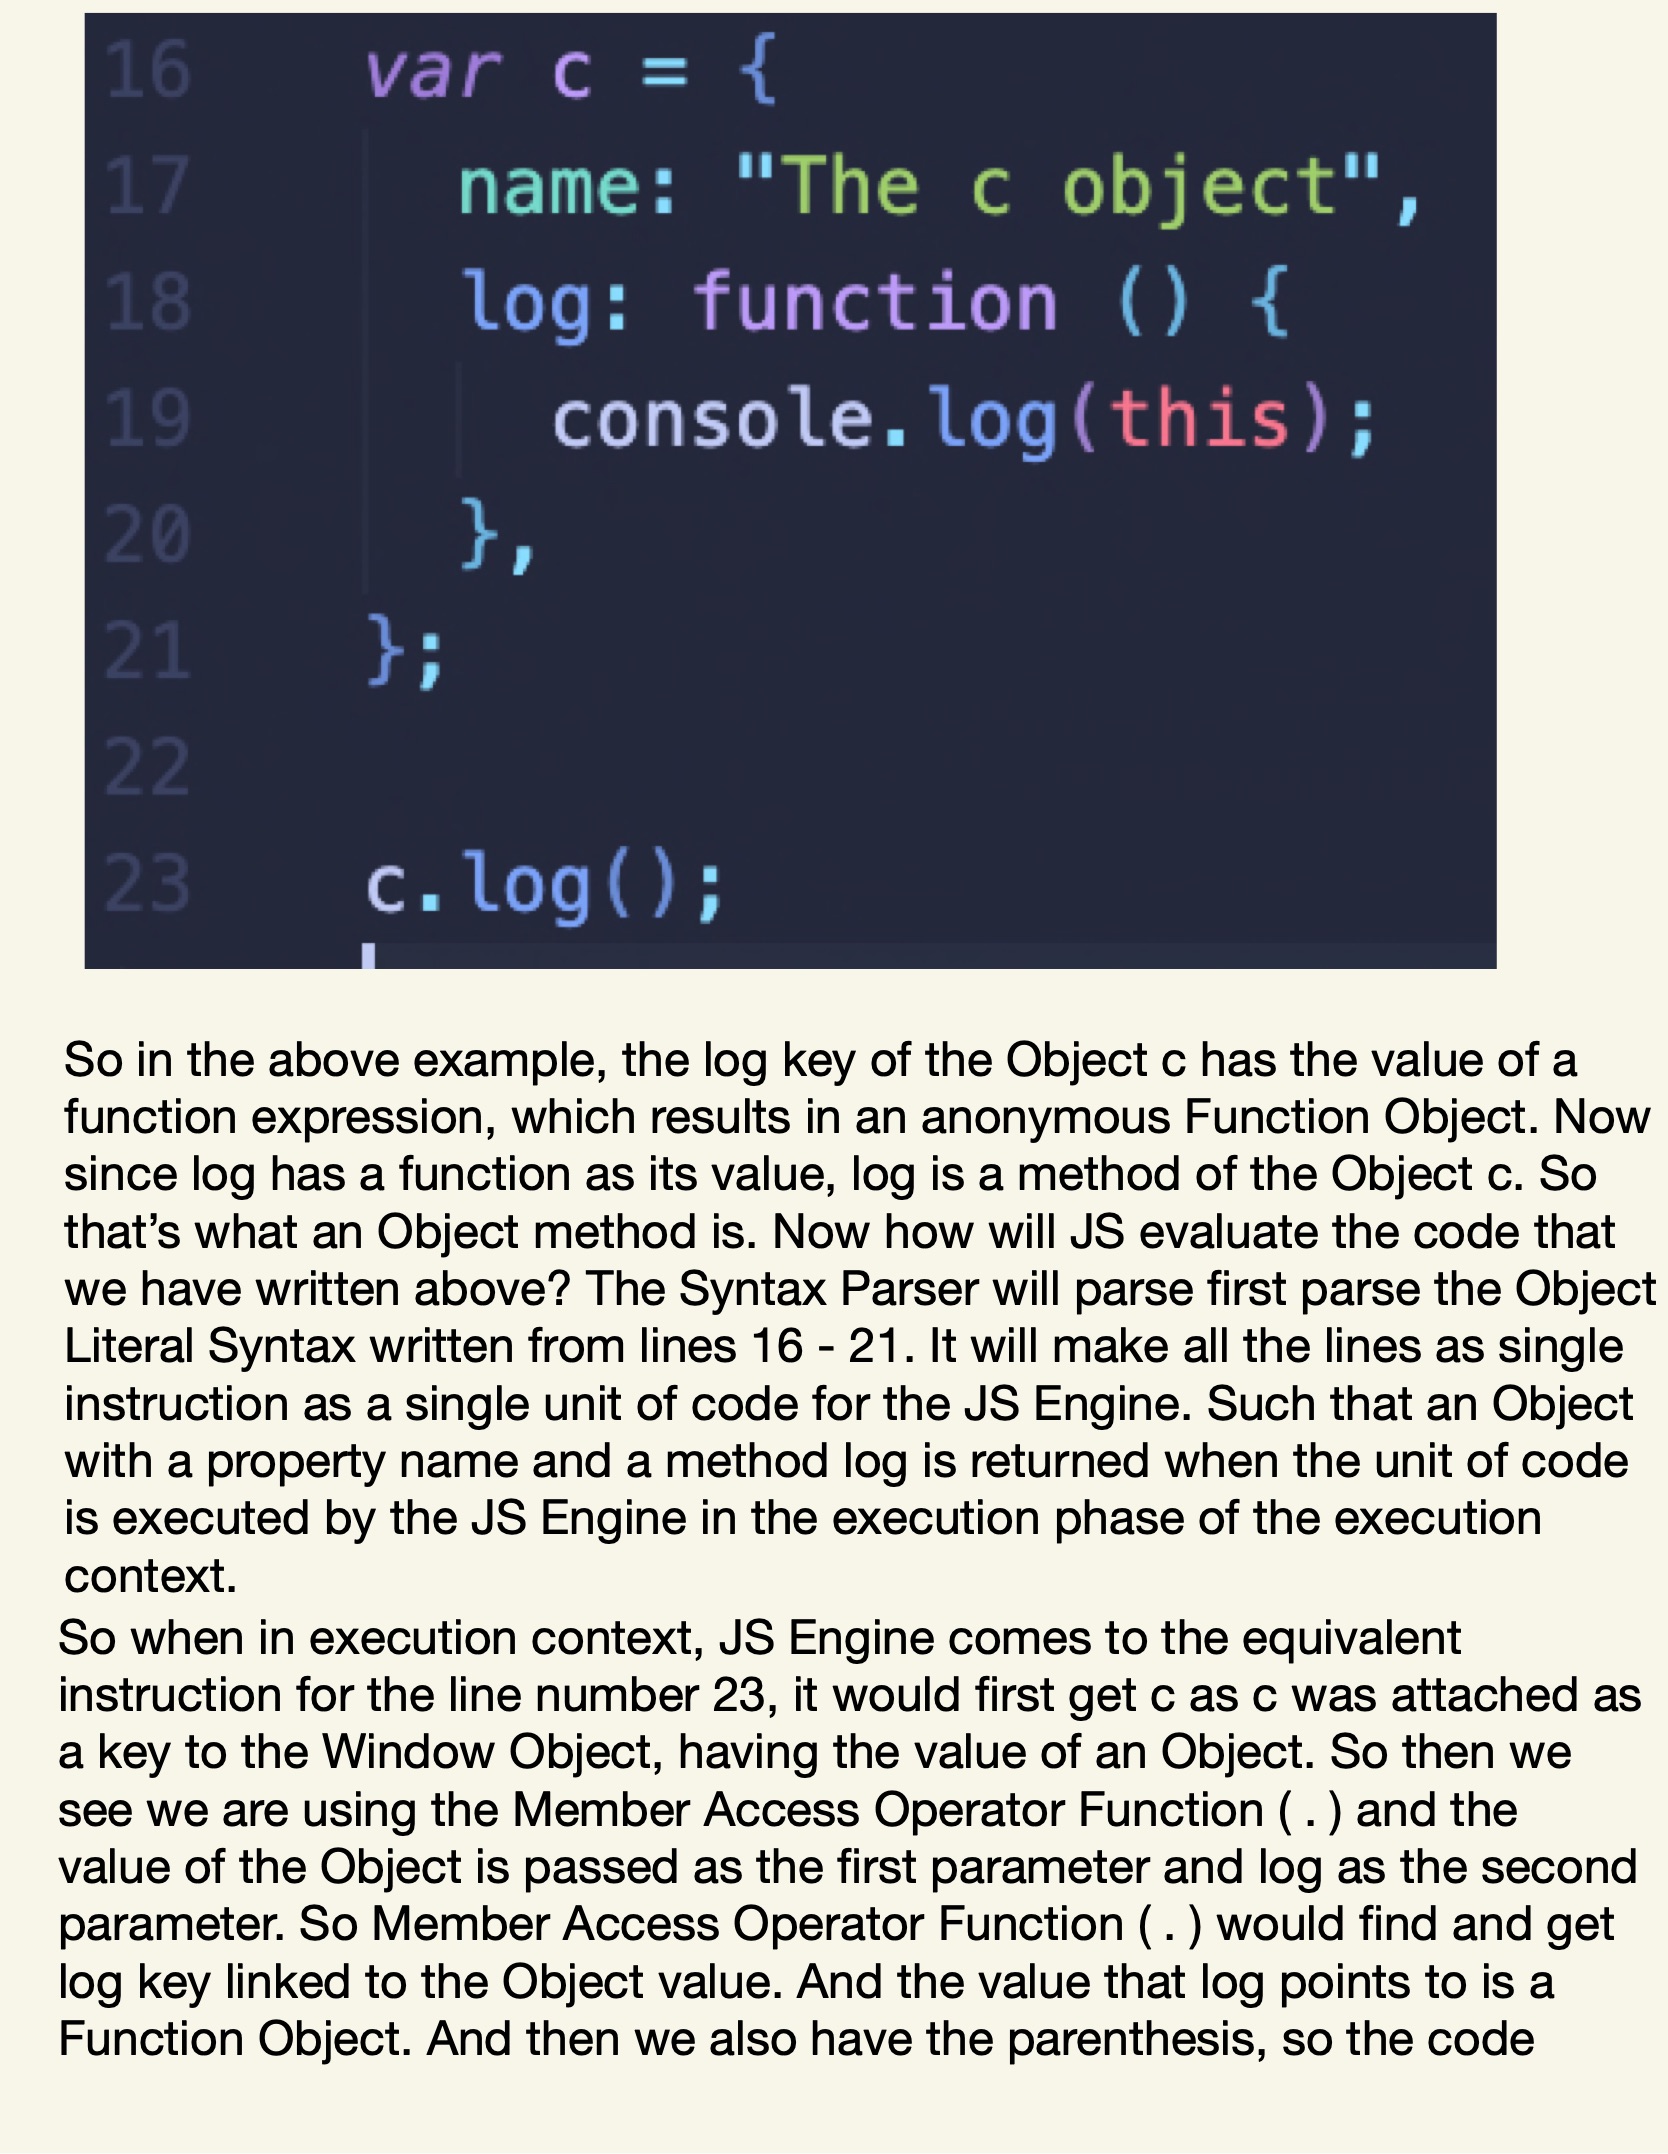 16 var c = {
17 name: "The c object",
18 log: function () {
19 console.log(this);
20 },
21 };
22
23 c.log();
So in the above example, the log key of the Object c has the value of a
function expression, which results in an anonymous Function Object. Now
since log has a function as its value, log is a method of the Object c. So
that’s what an Object method is. Now how will JS evaluate the code that
we have written above? The Syntax Parser will parse first parse the Object
Literal Syntax written from lines 16 - 21. It will make all the lines as single
instruction as a single unit of code for the JS Engine. Such that an Object
with a property name and a method log is returned when the unit of code
is executed by the JS Engine in the execution phase of the execution
context.
So when in execution context, JS Engine comes to the equivalent
instruction for the line number 23, it would first get c as c was attached as
a key to the Window Object, having the value of an Object. So then we
see we are using the Member Access Operator Function ( . ) and the
value of the Object is passed as the first parameter and log as the second
parameter. So Member Access Operator Function ( . ) would find and get
log key linked to the Object value. And the value that log points to is a
Function Object. And then we also have the parenthesis, so the code